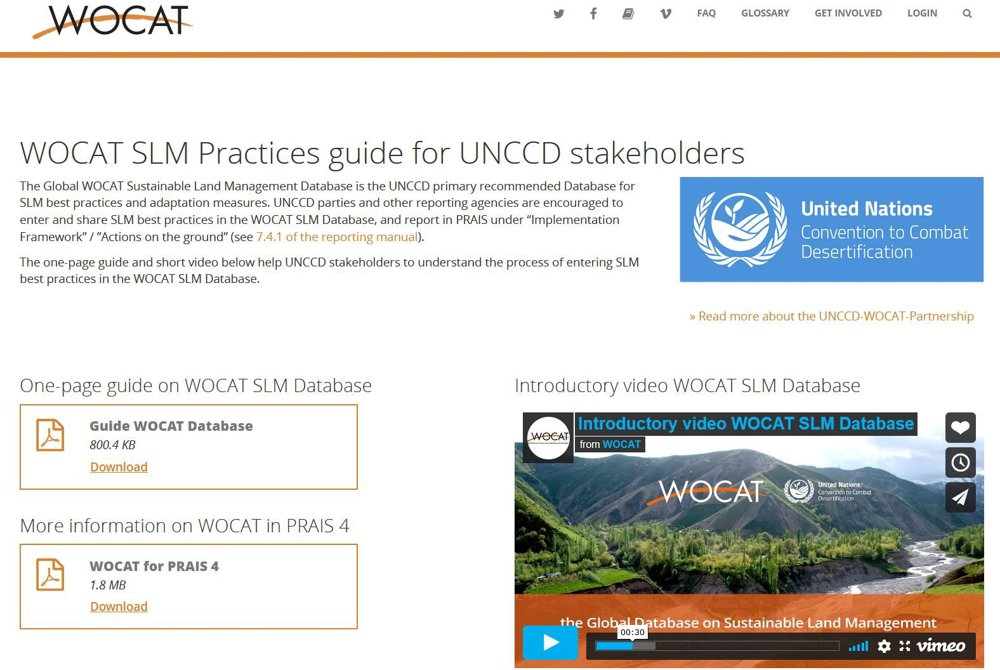 WOCAT
FAQ
GLOSSARY
GET INVOLVED
LOGIN
WOCAT SLM Practices guide for UNCCD stakeholders
The Global WOCAT Sustainable Land Management Database is the UNCCD primary recommended Database for
SLM best practices and adaptation measures. UNCCD parties and other reporting agencies are encouraged to
enter and share SLM best practices in the WOCAT SLM Database, and report in PRAIS under “Implementation
Framework” / ”Actions on the ground” (see 7.4.1 of the reporting manual).
The one-page guide and short video below help UNCCD stakeholders to understand the process of entering SLM
best practices in the WOCAT SLM Database.
United Nations
Convention to Combat
Desertification
» Read more about the UNCCD-WOCAT-Partnership
One-page guide on WOCAT SLM Database
Guide WOCAT Database
800.4 KB
Download
More information on WOCAT in PRAIS 4
WOCAT for PRAIS 4
1.8 MB
Download
Introductory video WOCAT SLM Database
WOCAT
Introductory video WOCAT SLM Database
from WOCAT
WOCAT
United Nations
Convention to Combat
Desertification
the Global Database on Sustainable Land Management
primary recommended database by UNCCD
00:30
vimeo